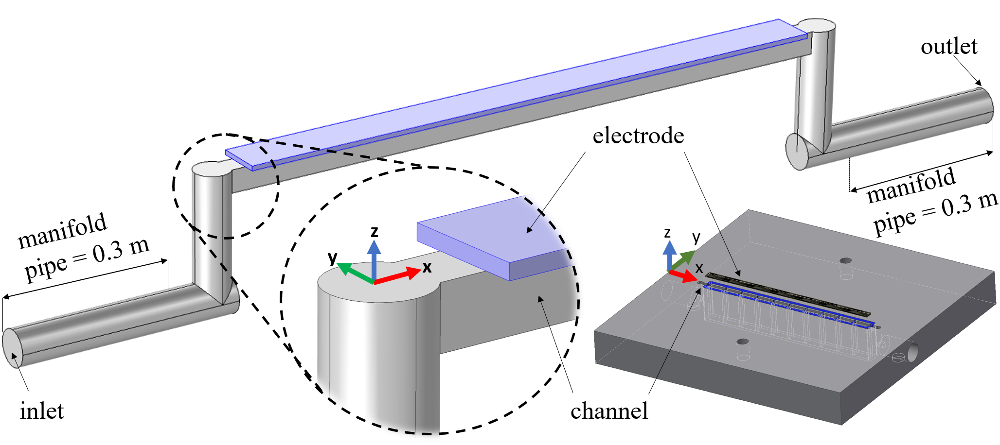 outlet
electrode
manifold
pipe = 0.3 m
manifold
pipe = 0.3 m
z
y
x
z
y
x
inlet
channel